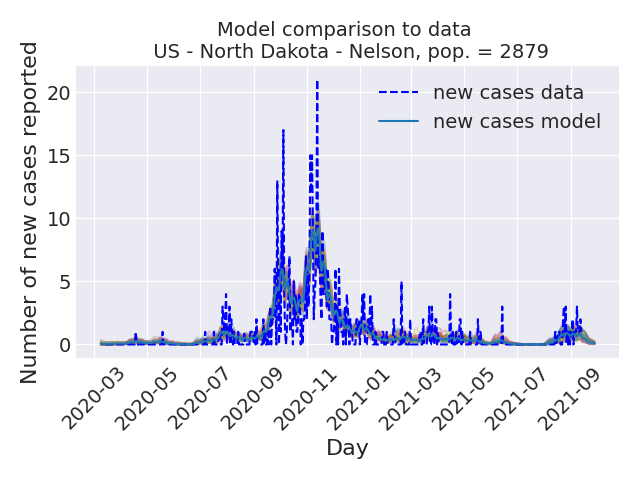 Model comparison to data
US - North Dakota - Nelson, pop. = 2879
Number of new cases reported
20
15
10
5
0
new cases data
new cases model
2020-03
2020-05
2020-07
2020-09
2020-11
2021-01
2021-03
2021-05
2021-07
2021-09
Day